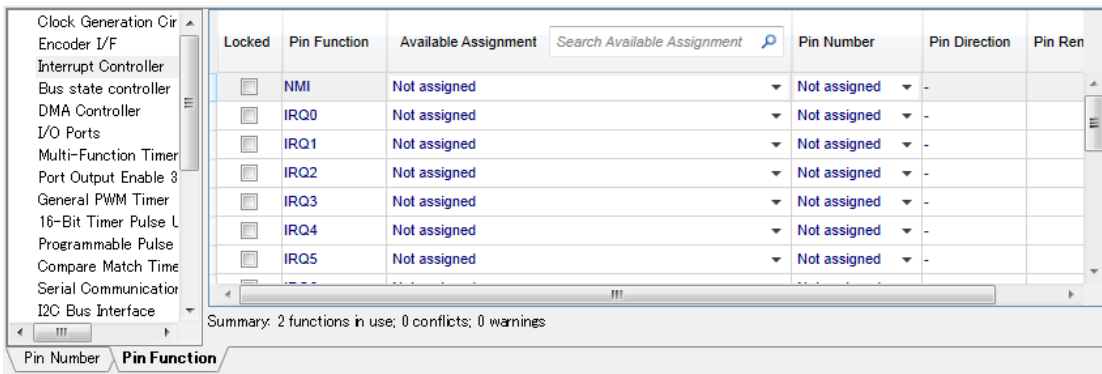 Clock Generation Cir
Encoder I/F
Interrupt Controller
Bus state controller
DMA Controller
I/O Ports
Multi-Function Timer
Port Output Enable 3
General PWM Timer
16-Bit Timer Pulse U
Programmable Pulse
Compare Match Time
Serial Communication
I2C Bus Interface
Locked Pin Function Available Assignment Search Available Assignment Pin Number Pin Direction Pin Ren
NMI Not assigned Not assigned -
IRQ0 Not assigned Not assigned -
IRQ1 Not assigned Not assigned -
IRQ2 Not assigned Not assigned -
IRQ3 Not assigned Not assigned -
IRQ4 Not assigned Not assigned -
IRQ5 Not assigned Not assigned -
Summary: 2 functions in use; 0 conflicts; 0 warnings
Pin Number Pin Function